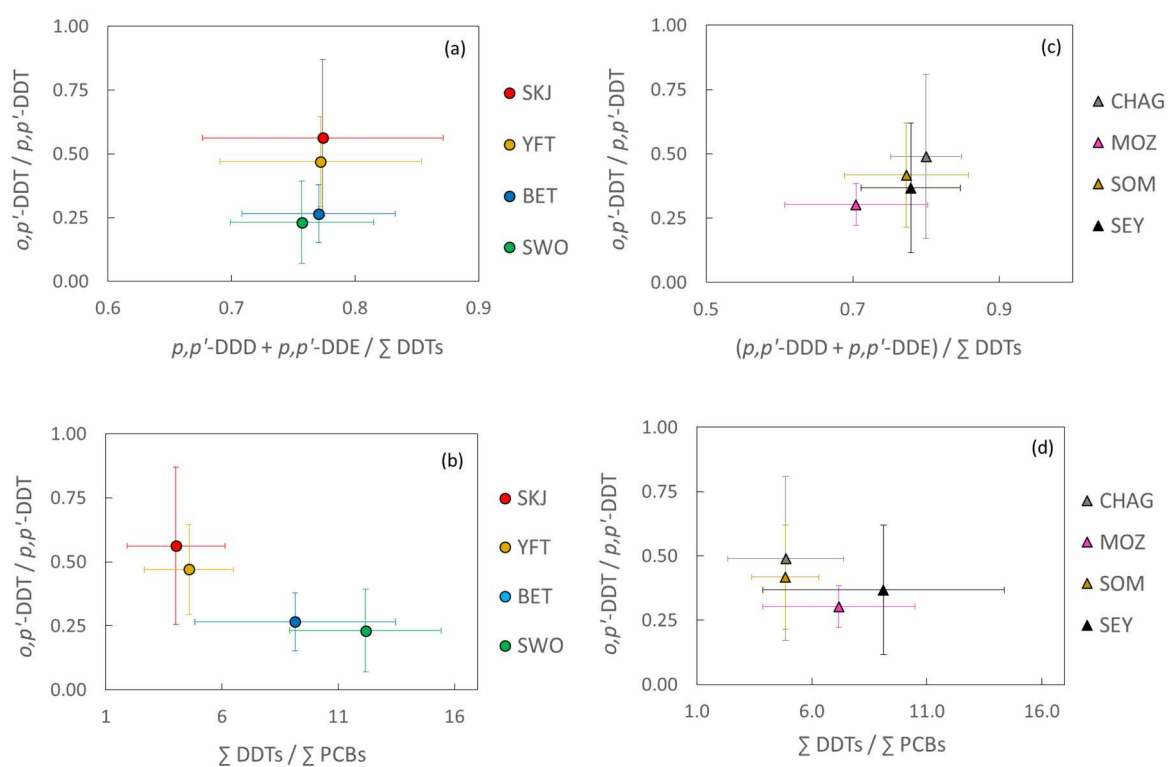 (a)
o,p'-DDT / p,p'-DDT
1.00
0.75
0.50
0.25
0.00
0.6
0.7
0.8
0.9
p,p'-DDD + p,p'-DDE / ∑ DDTs
SKJ
YFT
BET
SWO
(c)
o,p'-DDT / p,p'-DDT
1.00
0.75
0.50
0.25
0.00
0.5
0.7
0.9
(p,p'-DDD + p,p'-DDE) / ∑ DDTs
CHAG
MOZ
SOM
SEY
(b)
o,p'-DDT / p,p'-DDT
1.00
0.75
0.50
0.25
0.00
1
6
11
16
∑ DDTs / ∑ PCBs
SKJ
YFT
BET
SWO
(d)
o,p'-DDT / p,p'-DDT
1.00
0.75
0.50
0.25
0.00
1.0
6.0
11.0
16.0
∑ DDTs / ∑ PCBs
CHAG
MOZ
SOM
SEY